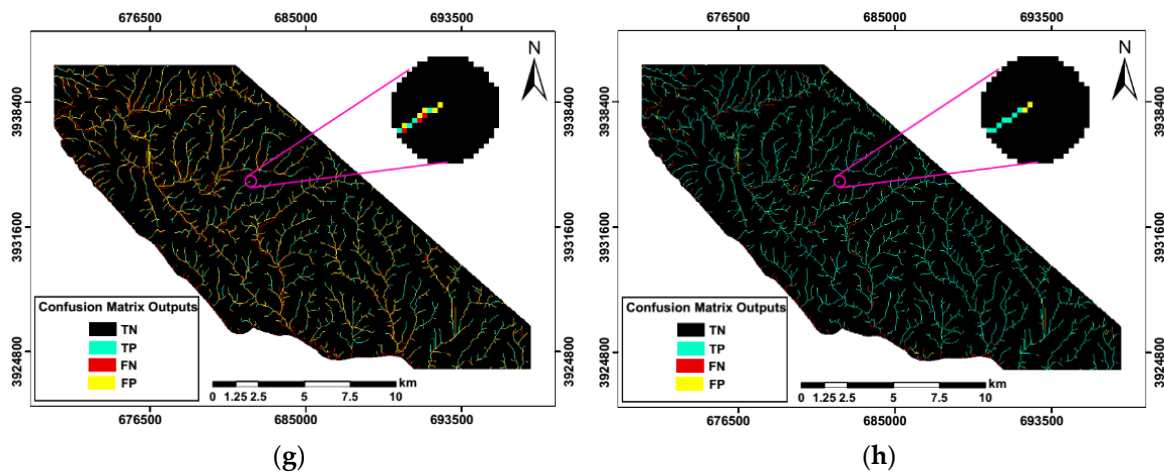 676500 685000 693500
N
3938400 3938400
3931600 3931600
3924800 3924800
Confusion Matrix Outputs
TN
TP
FN
FP
km
0 1.25 2.5 5 7.5 10
676500 685000 693500
(g)
676500 685000 693500
N
3938400 3938400
3931600 3931600
3924800 3924800
Confusion Matrix Outputs
TN
TP
FN
FP
km
0 1.25 2.5 5 7.5 10
676500 685000 693500
(h)